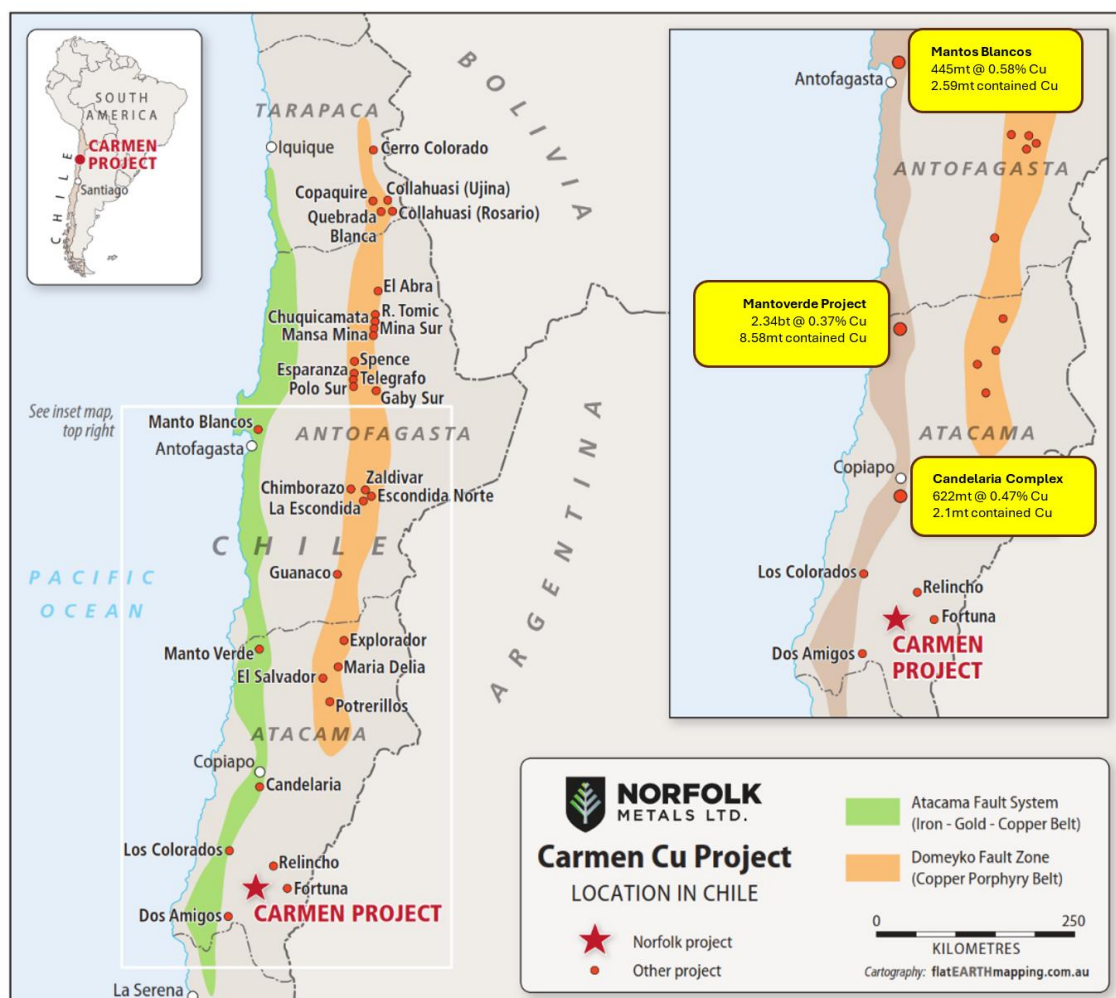 SOUTH
AMERICA
CARMEN
PROJECT
Santiago
CHILE
BOLIVIA
TARAPACA
Iquique
Cerro Colorado
Copaquire
Collahuasi (Ujina)
Quebrada
Blanca
Collahuasi (Rosario)
El Abra
Chuquicamata
R. Tomic
Mansa Mina
Mina Sur
Spence
Esparanza
Telegrafo
Polo Sur
Gaby Sur
See inset map,
top right
Manto Blancos
Antofagasta
ANTOFAGASTA
Zaldivar
Chimborazo
Escondida Norte
La Escondida
CHILE
ARGENTINA
PACIFIC
OCEAN
Guanaco
Explorador
Manto Verde
Maria Delia
El Salvador
Potrerillos
ATACAMA
Copiapo
Candelaria
Los Colorados
Relincho
Fortuna
CARMEN PROJECT
Dos Amigos
La Serena
Mantos Blancos
445mt @ 0.58% Cu
2.59mt contained Cu
Antofagasta
ANTOFAGASTA
Mantoverde Project
2.34bt @ 0.37% Cu
8.58mt contained Cu
ATACAMA
Copiapo
Candelaria Complex
622mt @ 0.47% Cu
2.1mt contained Cu
Los Colorados
Relincho
Fortuna
CARMEN
PROJECT
Dos Amigos
NORFOLK
METALS LTD.
Carmen Cu Project
LOCATION IN CHILE
Norfolk project
Other project
Atacama Fault System
(Iron - Gold - Copper Belt)
Domeyko Fault Zone
(Copper Porphyry Belt)
0 250
KILOMETRES
Cartography: flatEARTHmapping.com.au